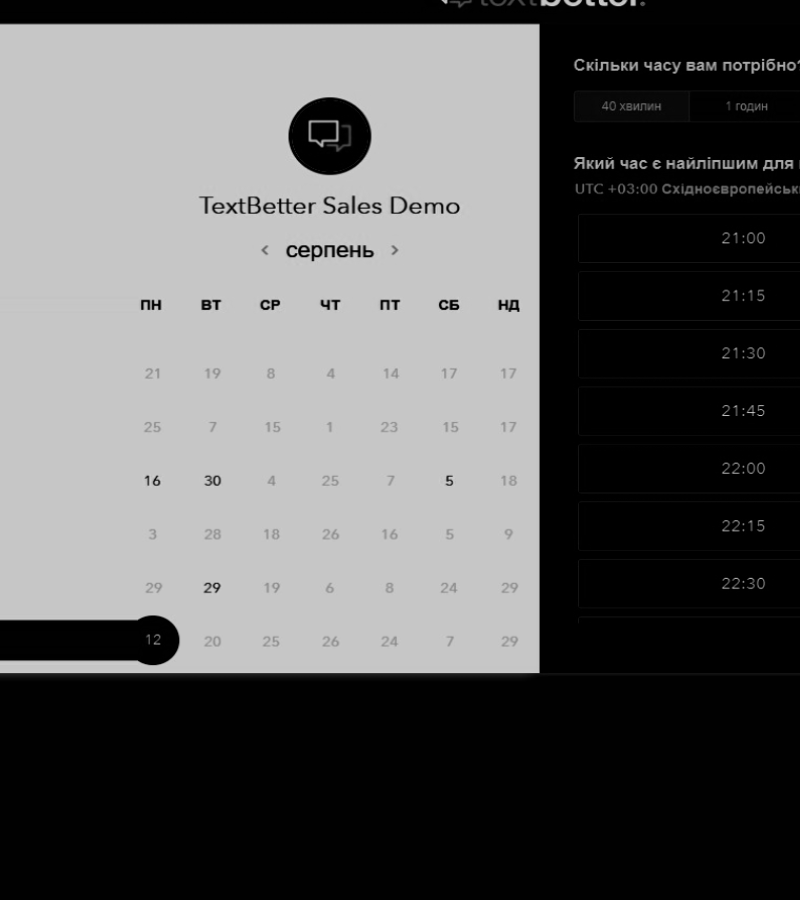 textbetter.
TextBetter Sales Demo
< серпень >
ПН ВТ СР ЧТ ПТ СБ НД
21 19 8 4 14 17 17
25 7 15 1 23 15 17
16 30 4 25 7 5 18
3 28 18 26 16 5 9
29 29 19 6 8 24 29
12 20 25 26 24 7 29
Скільки часу вам потрібно?
40 хвилин 1 годин
Який час є найліпшим для
UTC +03:00
21:00
21:15
21:30
21:45
22:00
22:15
22:30